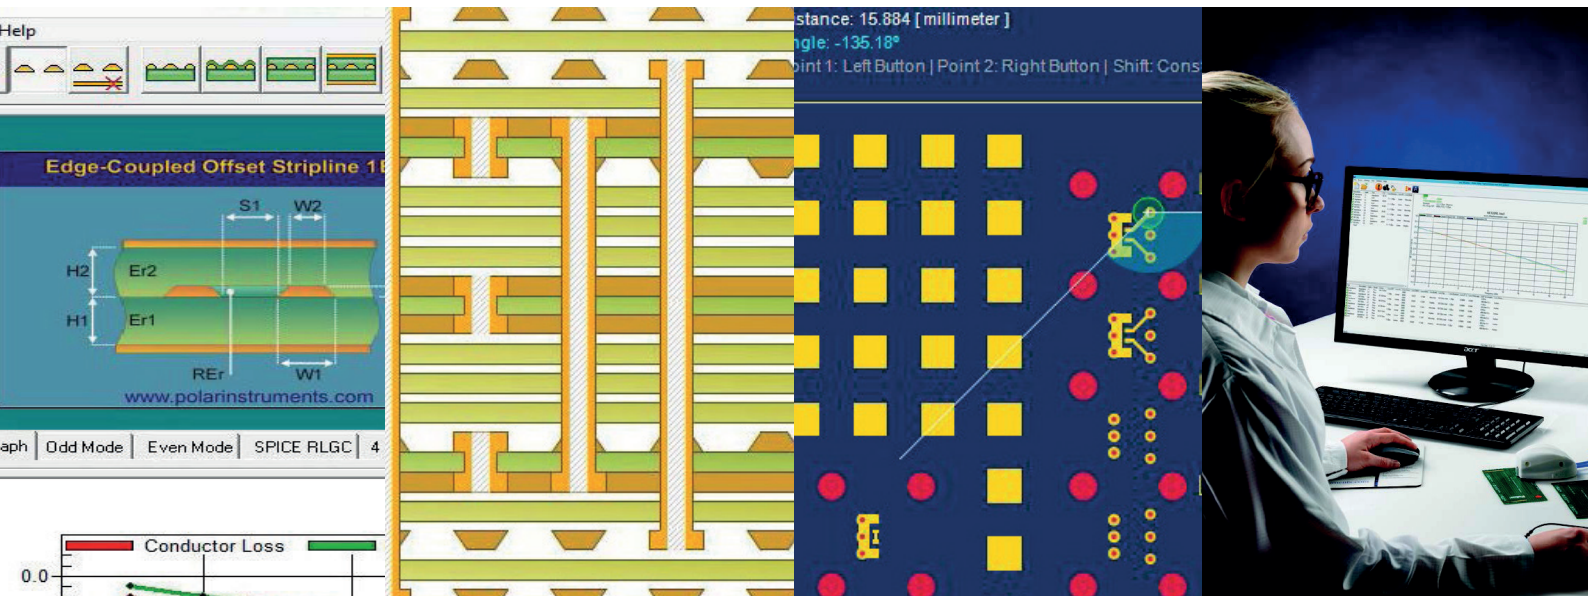 Help
Edge-Coupled Offset Stripline 1
S1 W2
H2 Er2
H1 Er1
REr W1
www.polarinstruments.com
aph Odd Mode Even Mode SPICE RLGC 4
Conductor Loss
0.0
stance: 15.884 [ millimeter ]
ngle: -135.18º
oint 1: Left Button | Point 2: Right Button | Shift: Cons
acer